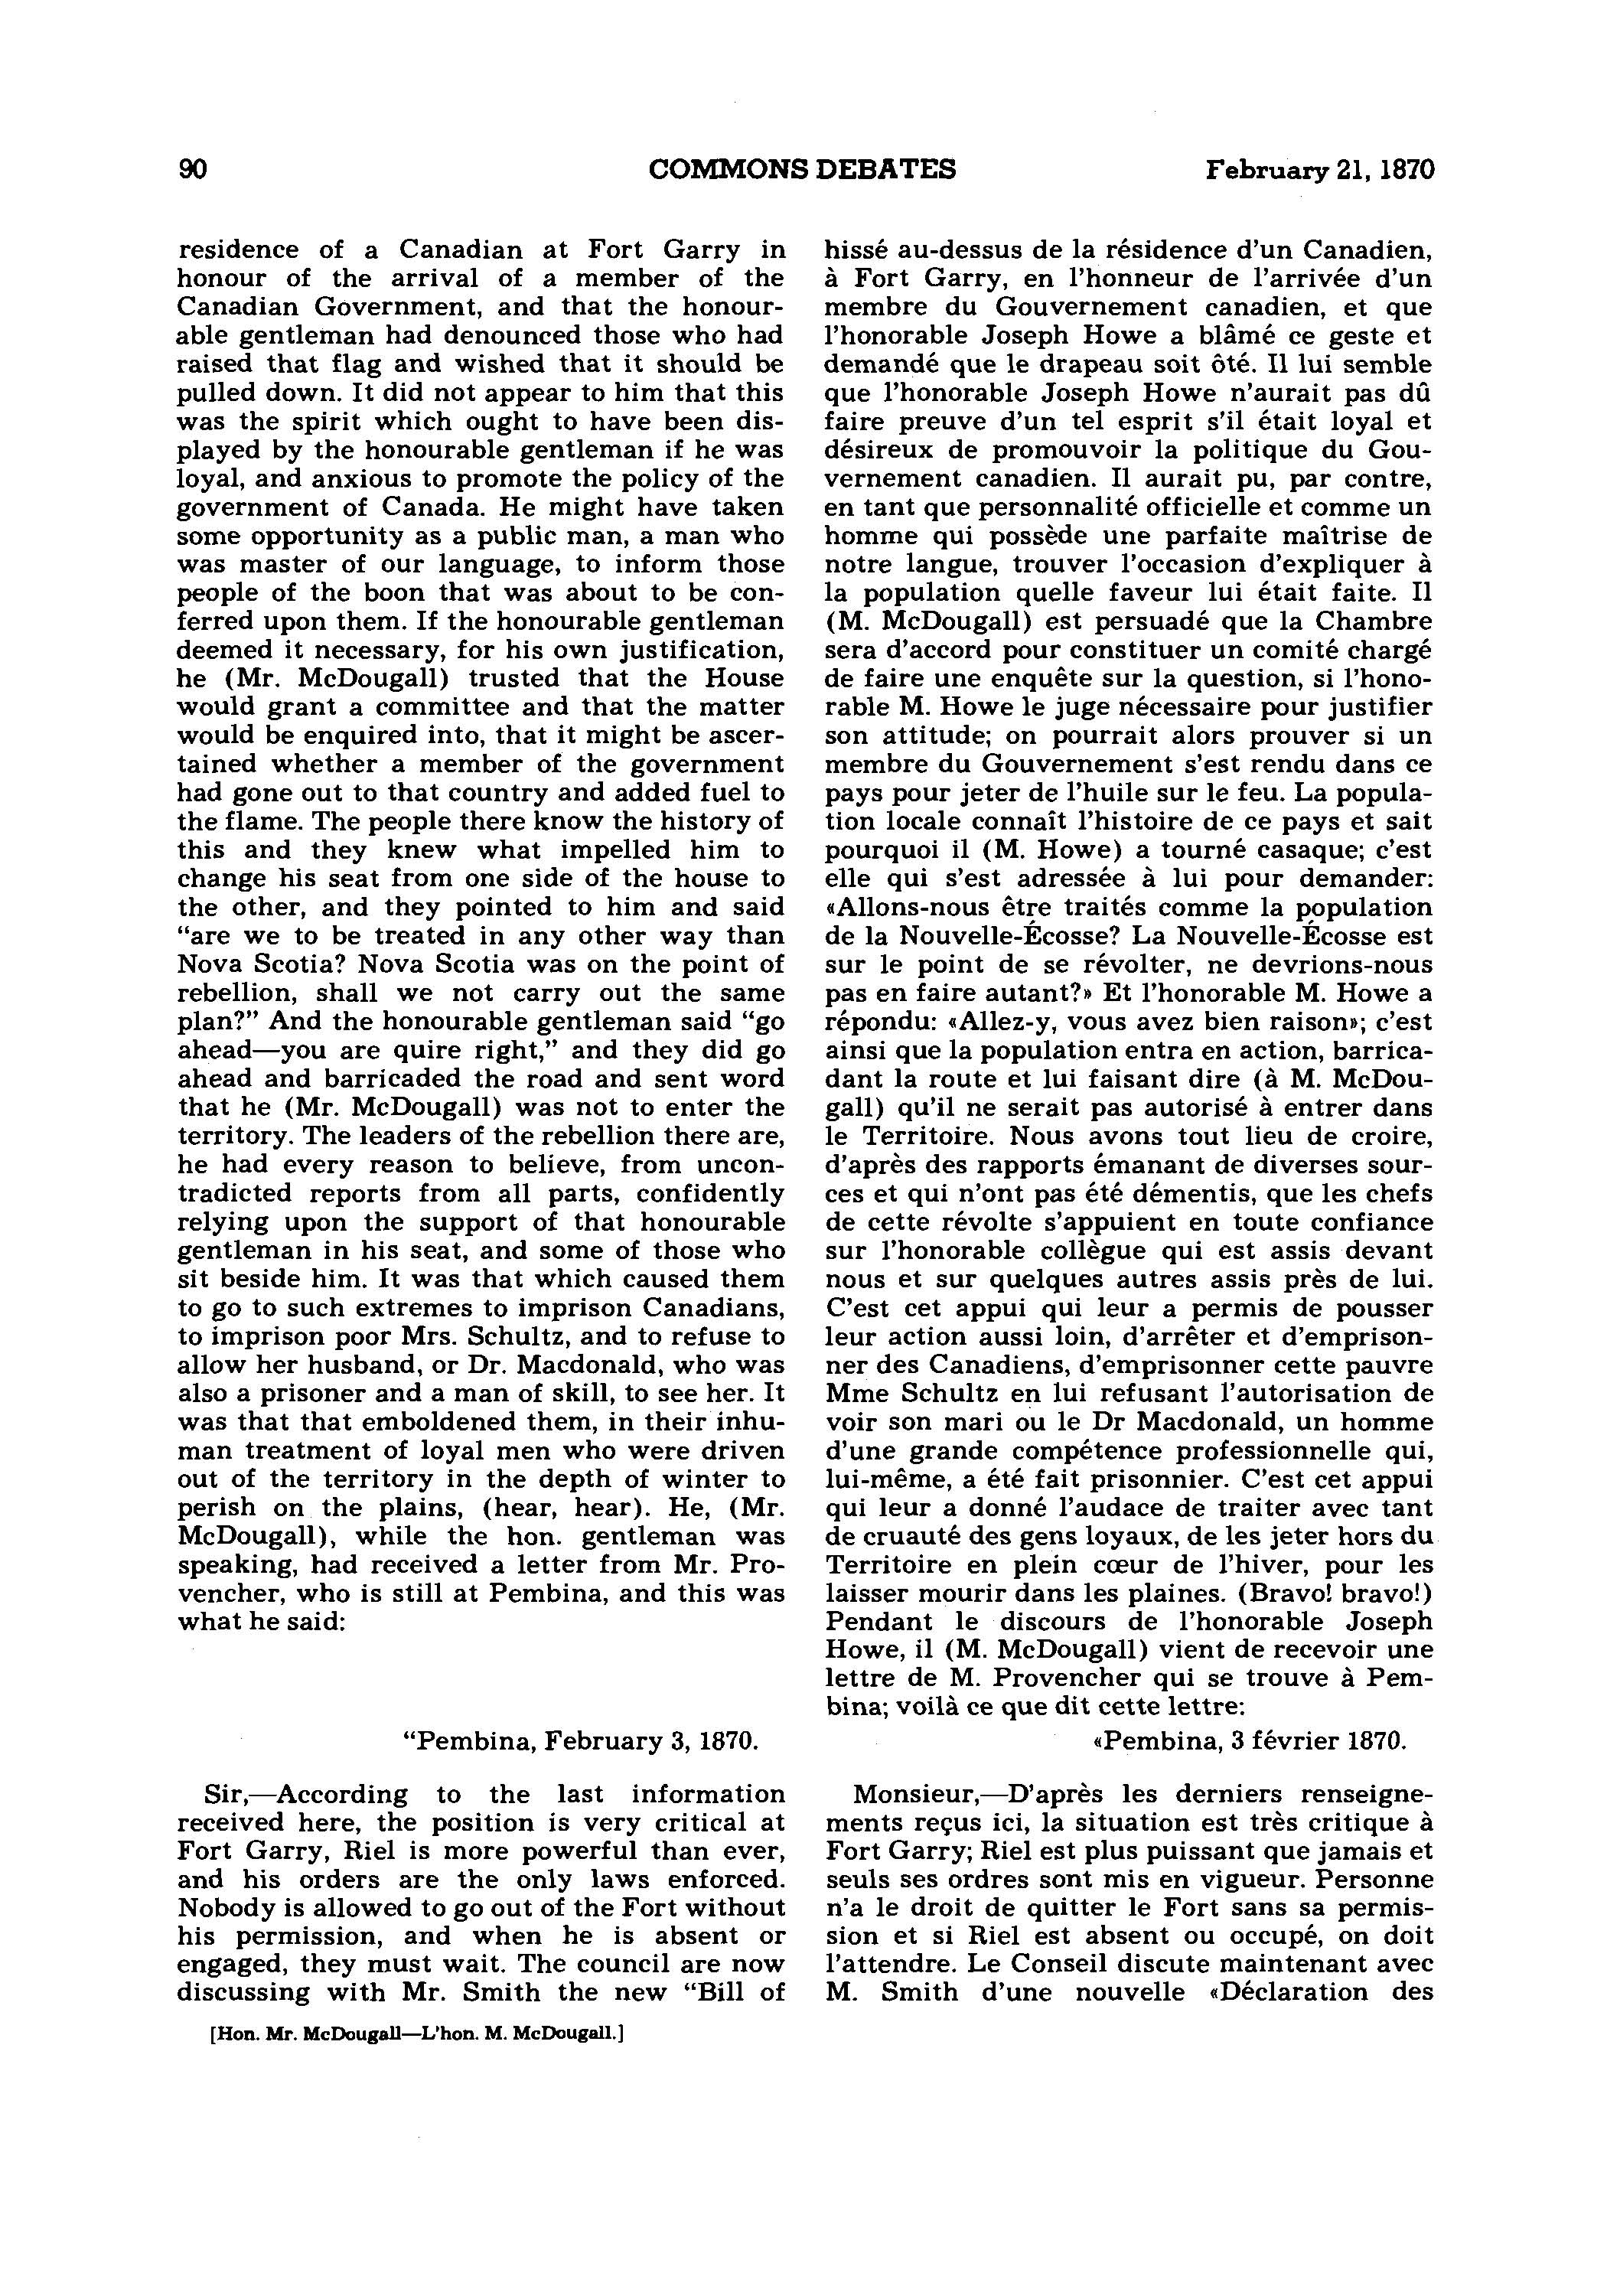 90
COMMONS DEBATES
February 21, 1870
residence of a Canadian at Fort Garry in
honour of the arrival of a member of the
Canadian Government, and that the honour-
able gentleman had denounced those who had
raised that flag and wished that it should be
pulled down. It did not appear to him that this
was the spirit which ought to have been dis-
played by the honourable gentleman if he was
loyal, and anxious to promote the policy of the
government of Canada. He might have taken
some opportunity as a public man, a man who
was master of our language, to inform those
people of the boon that was about to be con-
ferred upon them. If the honourable gentleman
deemed it necessary, for his own justification,
he (Mr. McDougall) trusted that the House
would grant a committee and that the matter
would be enquired into, that it might be ascer-
tained whether a member of the government
had gone out to that country and added fuel to
the flame. The people there know the history of
this and they knew what impelled him to
change his seat from one side of the house to
the other, and they pointed to him and said
“are we to be treated in any other way than
Nova Scotia? Nova Scotia was on the point of
rebellion, shall we not carry out the same
plan?” And the honourable gentleman said “go
ahead—you are quire right,” and they did go
ahead and barricaded the road and sent word
that he (Mr. McDougall) was not to enter the
territory. The leaders of the rebellion there are,
he had every reason to believe, from uncon-
tradicted reports from all parts, confidently
relying upon the support of that honourable
gentleman in his seat, and some of those who
sit beside him. It was that which caused them
to go to such extremes to imprison Canadians,
to imprison poor Mrs. Schultz, and to refuse to
allow her husband, or Dr. Macdonald, who was
also a prisoner and a man of skill, to see her. It
was that that emboldened them, in their inhu-
man treatment of loyal men who were driven
out of the territory in the depth of winter to
perish on the plains, (hear, hear). He, (Mr.
McDougall), while the hon. gentleman was
speaking, had received a letter from Mr. Pro-
vencher, who is still at Pembina, and this was
what he said:
“Pembina, February 3, 1870.
Sir,—According to the last information
received here, the position is very critical at
Fort Garry, Riel is more powerful than ever,
and his orders are the only laws enforced.
Nobody is allowed to go out of the Fort without
his permission, and when he is absent or
engaged, they must wait. The council are now
discussing with Mr. Smith the new “Bill of
hissé au-dessus de la résidence d'un Canadien,
à Fort Garry, en l'honneur de l'arrivée d'un
membre du Gouvernement canadien, et que
l'honorable Joseph Howe a blâmé ce geste et
demandé que le drapeau soit ôté. Il lui semble
que l'honorable Joseph Howe n'aurait pas dû
faire preuve d'un tel esprit s'il était loyal et
désireux de promouvoir la politique du Gou-
vernement canadien. Il aurait pu, par contre,
en tant que personnalité officielle et comme un
homme qui possède une parfaite maîtrise de
notre langue, trouver l'occasion d'expliquer à
la population quelle faveur lui était faite. Il
(M. McDougall) est persuadé que la Chambre
sera d'accord pour constituer un comité chargé
de faire une enquête sur la question, si l'hono-
rable M. Howe le juge nécessaire pour justifier
son attitude; on pourrait alors prouver si un
membre du Gouvernement s'est rendu dans ce
pays pour jeter de l'huile sur le feu. La popula-
tion locale connaît l'histoire de ce pays et sait
pourquoi il (M. Howe) a tourné casaque; c'est
elle qui s'est adressée à lui pour demander:
«Allons-nous être traités comme la population
de la Nouvelle-Écosse? La Nouvelle-Écosse est
sur le point de se révolter, ne devrions-nous
pas en faire autant?» Et l'honorable M. Howe a
répondu: «Allez-y, vous avez bien raison»; c'est
ainsi que la population entra en action, barrica-
dant la route et lui faisant dire (à M. McDou-
gall) qu'il ne serait pas autorisé à entrer dans
le Territoire. Nous avons tout lieu de croire,
d'après des rapports émanant de diverses sour-
ces et qui n'ont pas été démentis, que les chefs
de cette révolte s'appuient en toute confiance
sur l'honorable collègue qui est assis devant
nous et sur quelques autres assis près de lui.
C'est cet appui qui leur a permis de pousser
leur action aussi loin, d'arrêter et d'emprison-
ner des Canadiens, d'emprisonner cette pauvre
Mme Schultz en lui refusant l'autorisation de
voir son mari ou le Dr Macdonald, un homme
d'une grande compétence professionnelle qui,
lui-même, a été fait prisonnier. C'est cet appui
qui leur a donné l'audace de traiter avec tant
de cruauté des gens loyaux, de les jeter hors du
Territoire en plein cœur de l'hiver, pour les
laisser mourir dans les plaines. (Bravo! bravo!)
Pendant le discours de l'honorable Joseph
Howe, il (M. McDougall) vient de recevoir une
lettre de M. Provencher qui se trouve à Pem-
bina; voilà ce que dit cette lettre:
«Pembina, 3 février 1870.
Monsieur,—D'après les derniers renseigne-
ments reçus ici, la situation est très critique à
Fort Garry; Riel est plus puissant que jamais et
seuls ses ordres sont mis en vigueur. Personne
n'a le droit de quitter le Fort sans sa permis-
sion et si Riel est absent ou occupé, on doit
l'attendre. Le Conseil discute maintenant avec
M. Smith d'une nouvelle «Déclaration des
[Hon. Mr. McDougall—L'hon. M. McDougall.]